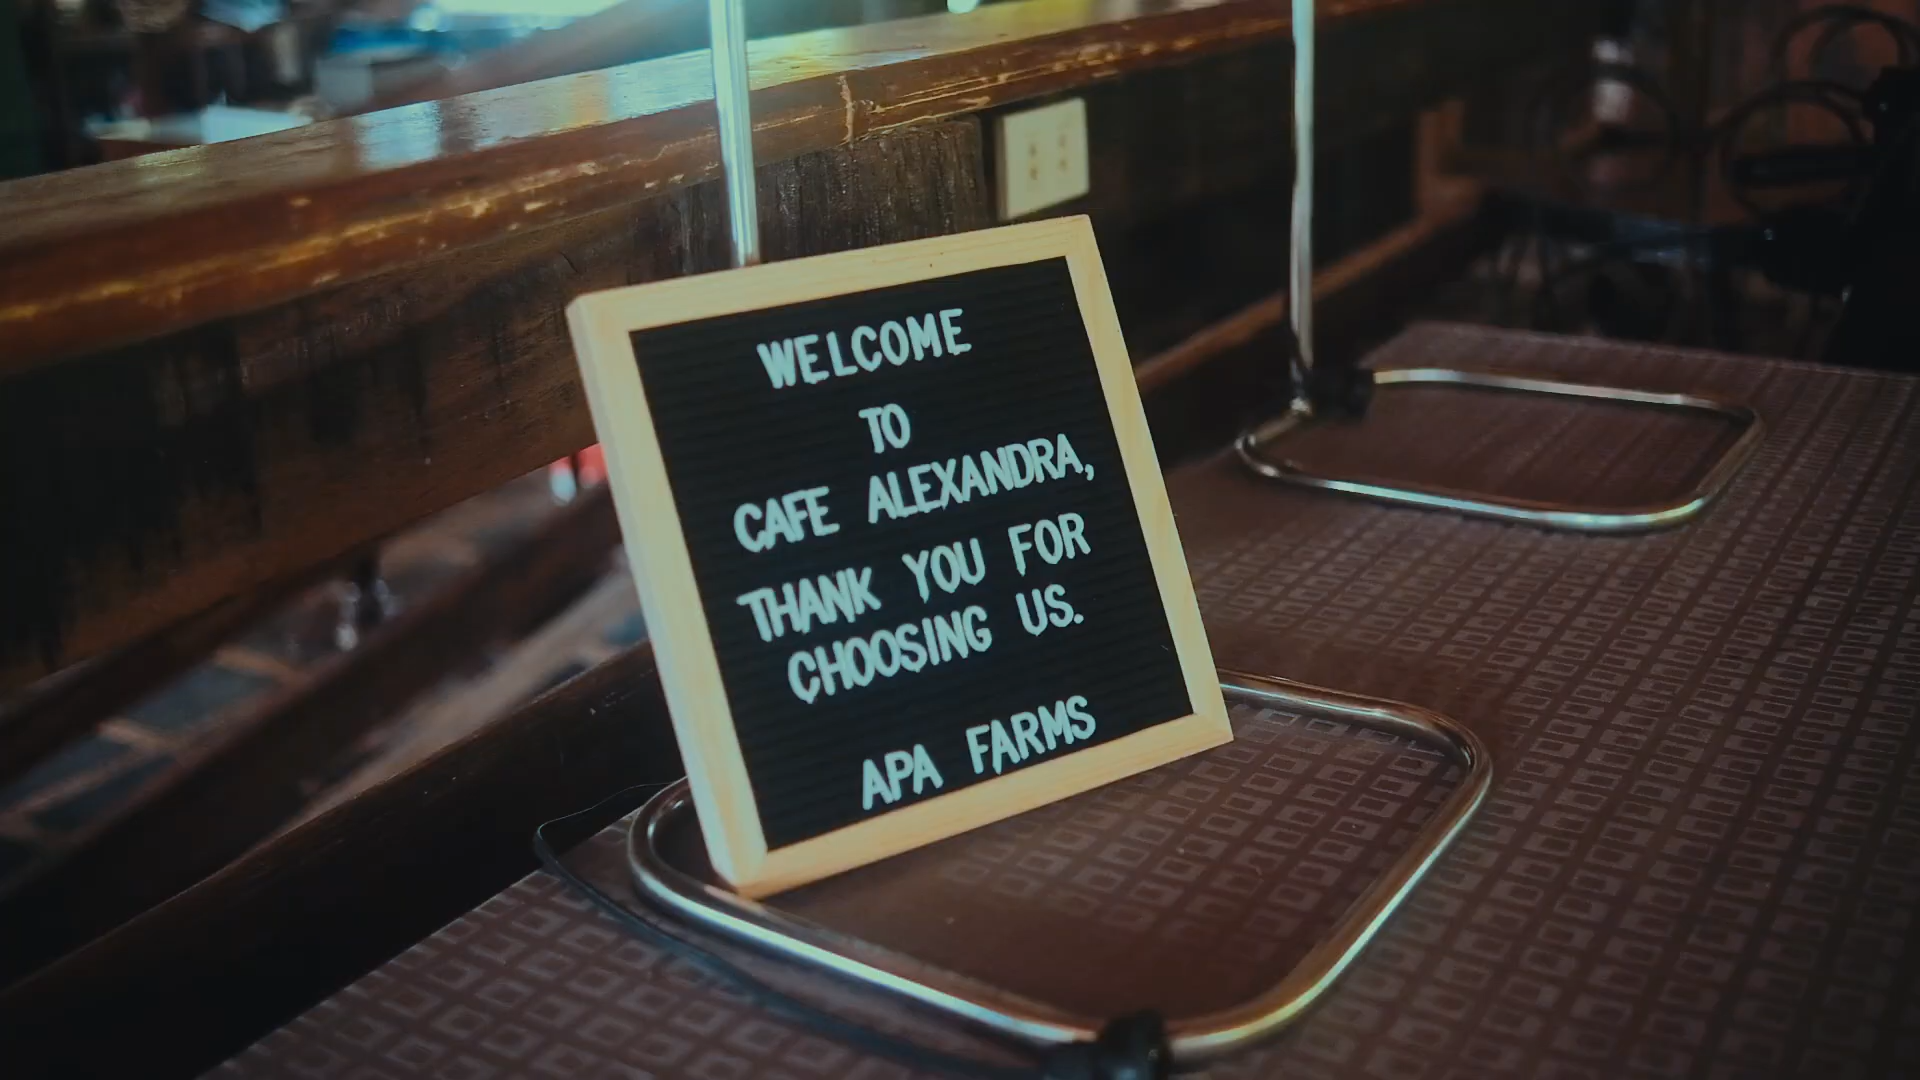 WELCOME
TO
CAFE ALEXANDRA,
THANK YOU FOR
CHOOSING US.
APA FARMS